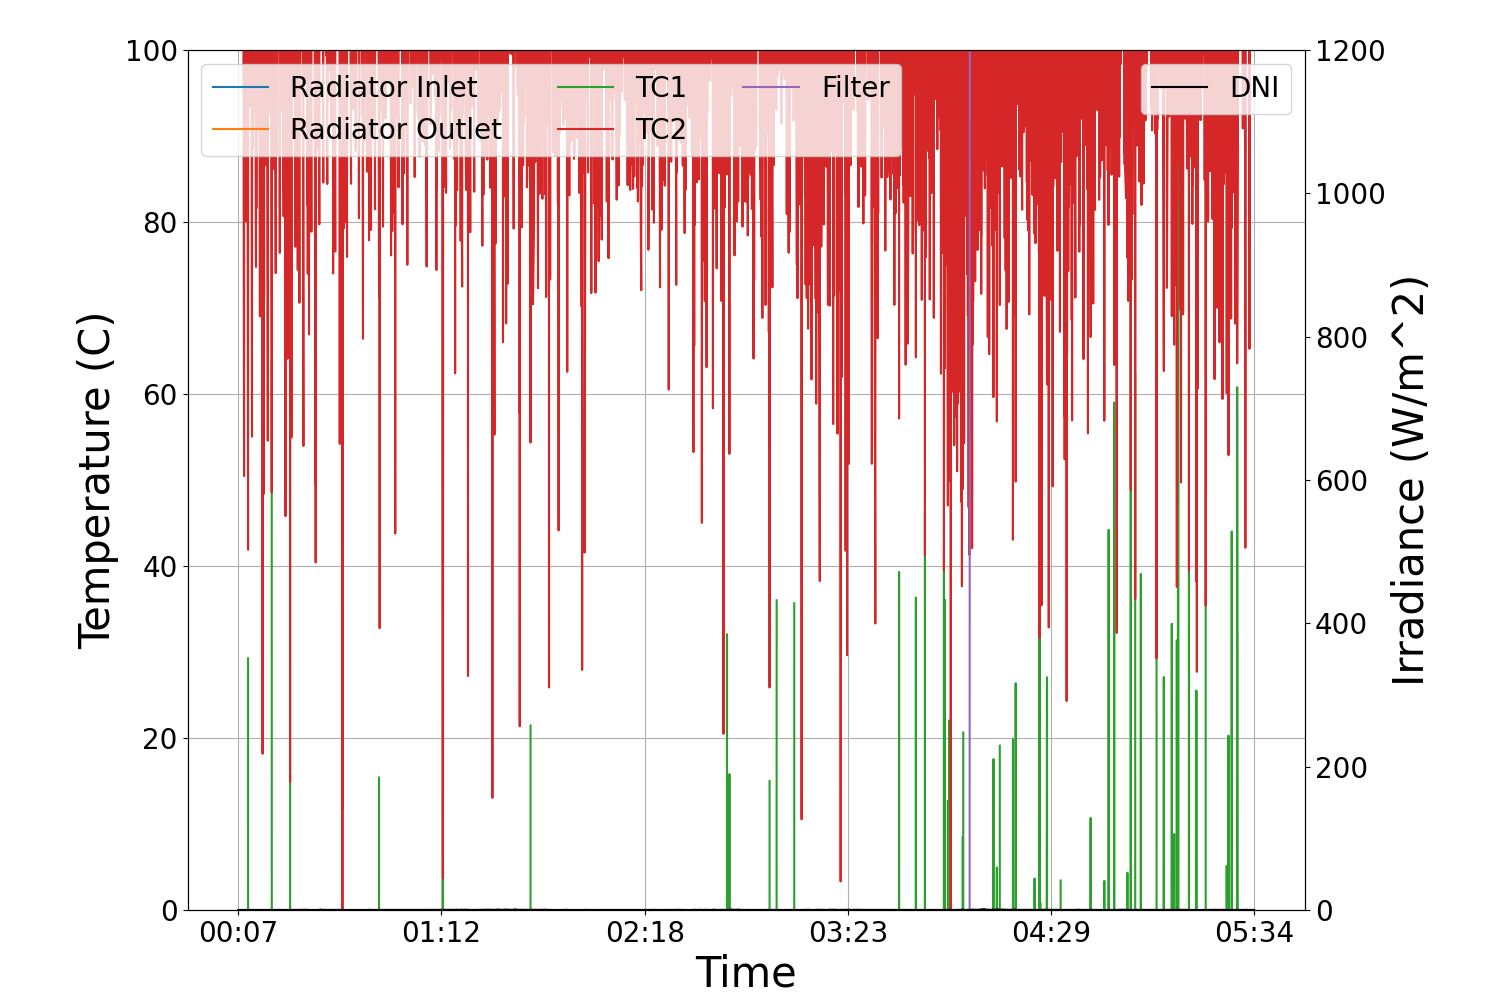 Radiator Inlet
Radiator Outlet
TC1
TC2
Filter
DNI
100
80
60
40
20
0
Temperature (C)
1200
1000
800
600
400
200
0
Irradiance (W/m^2)
00:07 01:12 02:18 03:23 04:29 05:34
Time